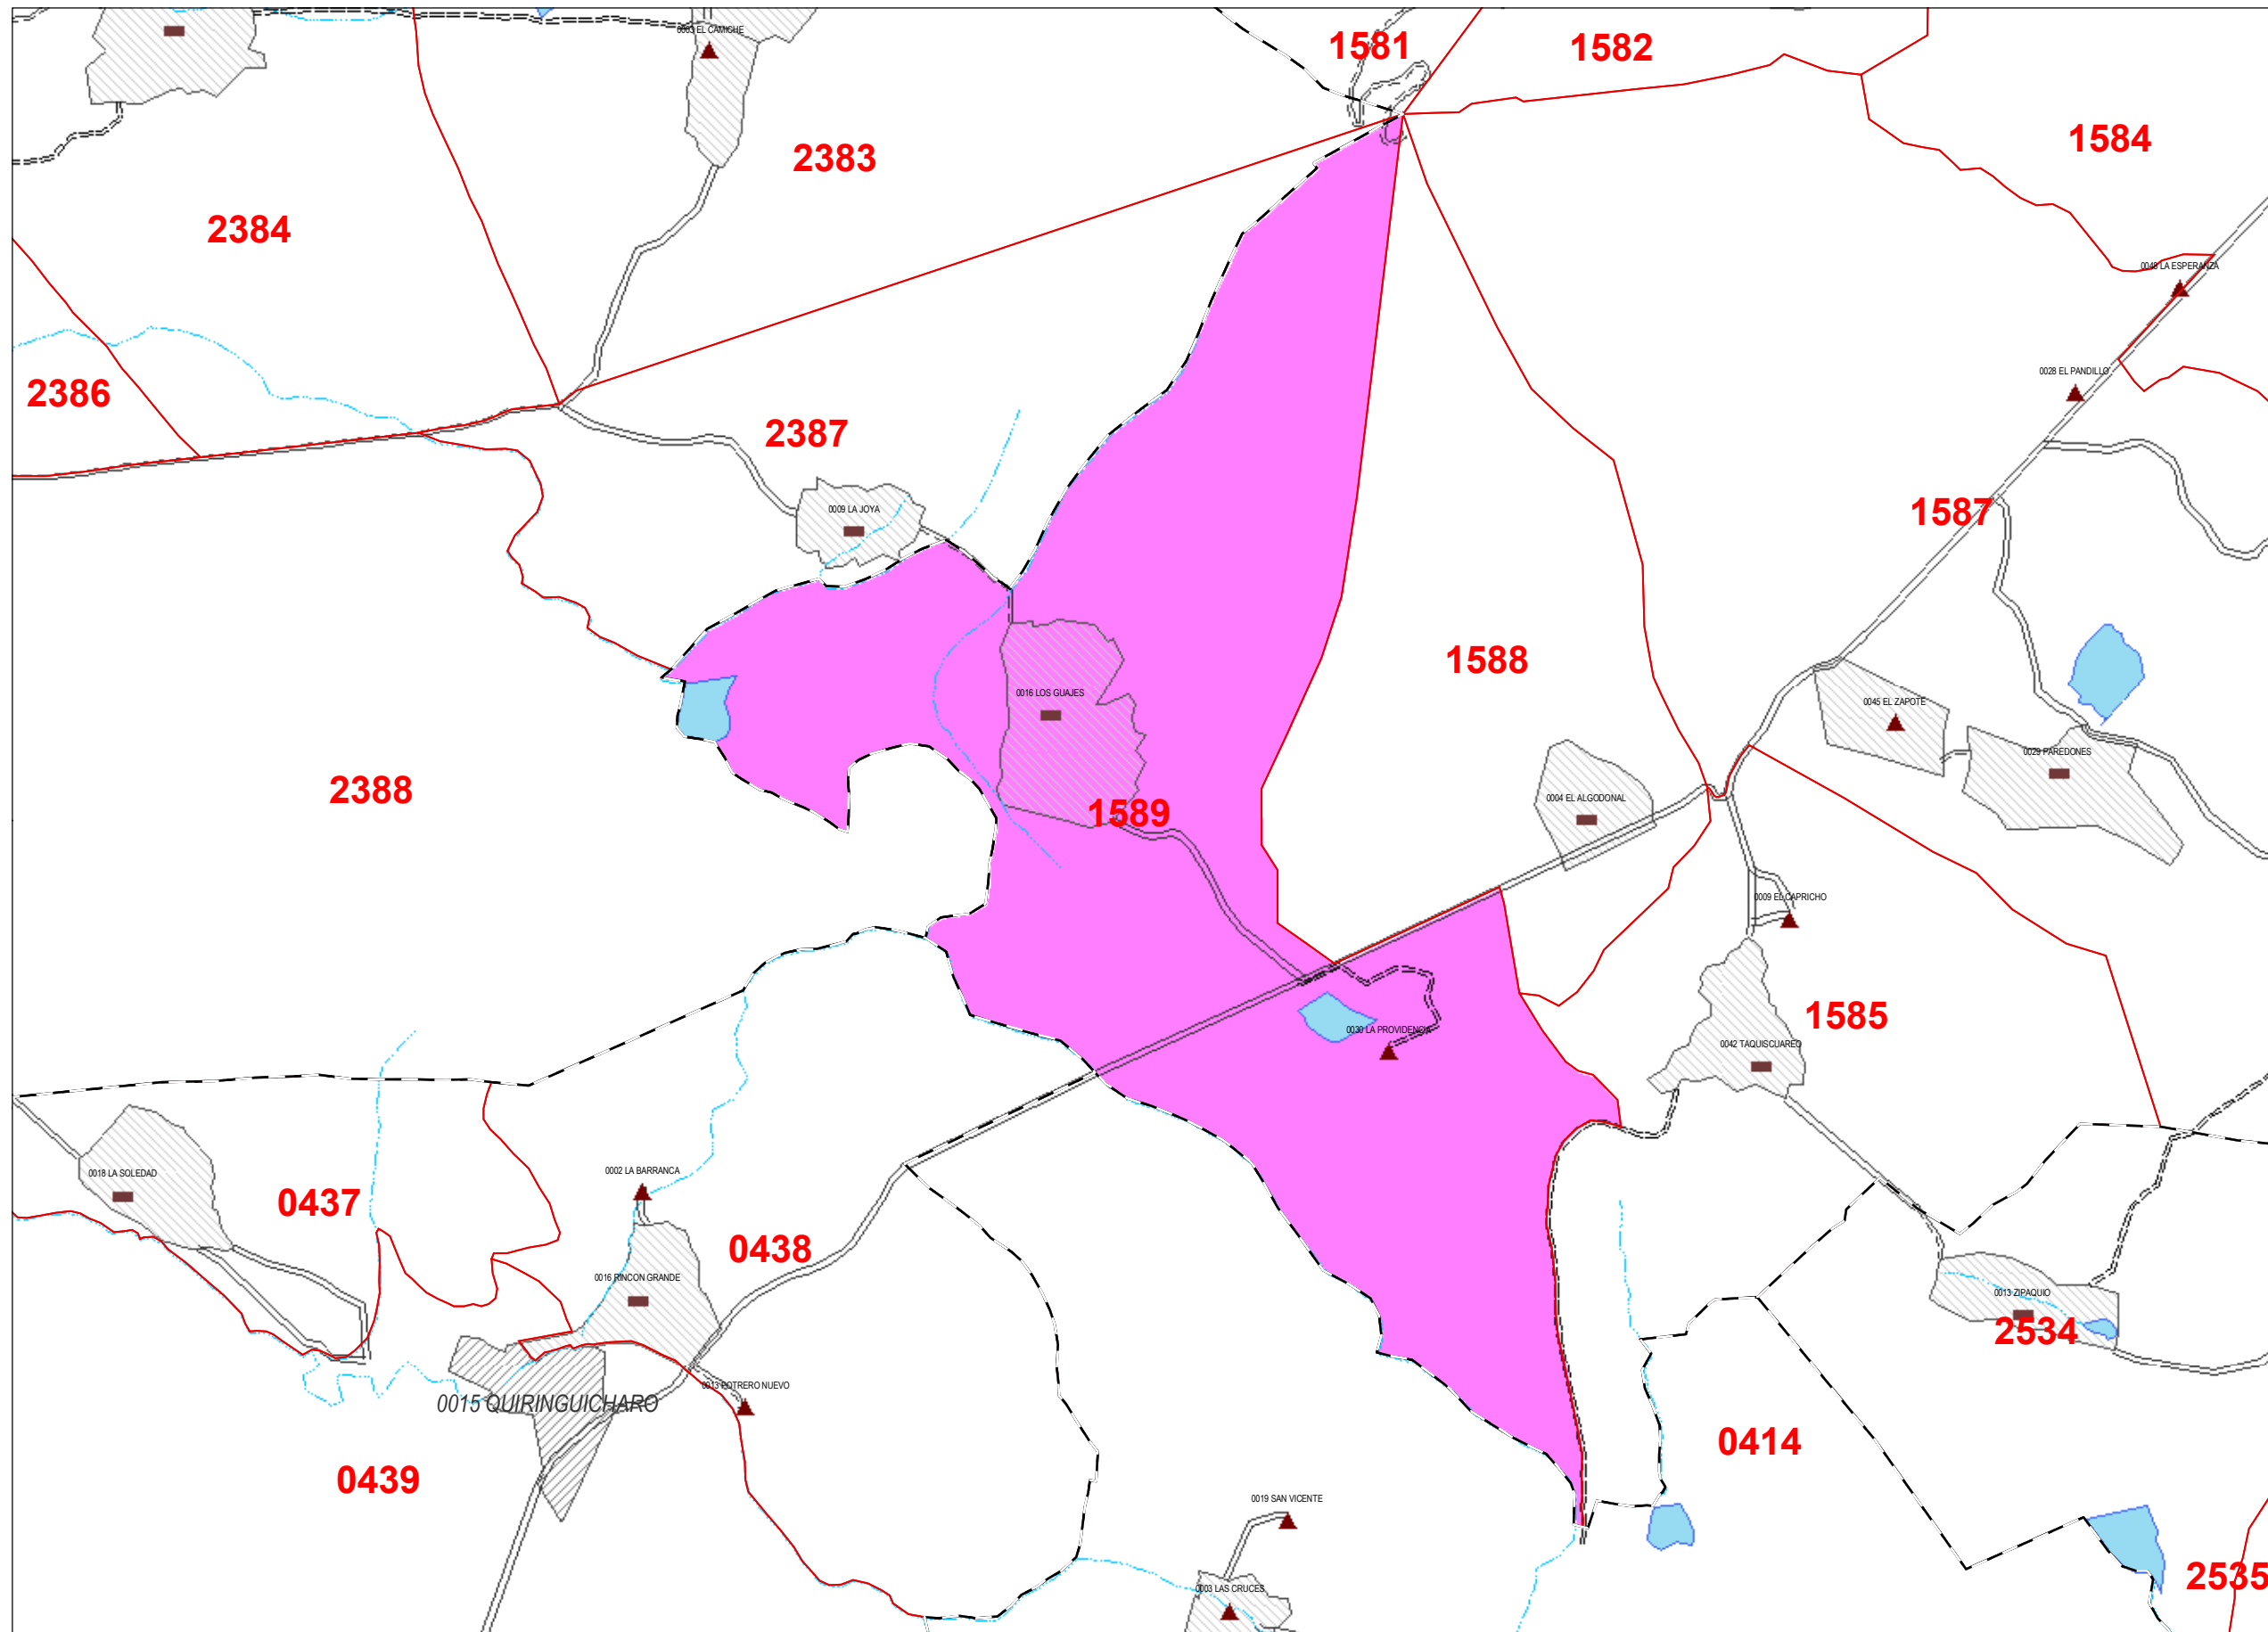 0003 EL CAMICHE
1581
1582
1584
2383
2384
0048 LA ESPERANZA
0028 EL PANDILLO
2386
2387
0009 LA JOYA
1587
1588
0016 LOS GUAJES
0045 EL ZAPOTE
0029 PAREDONES
2388
1589
0004 EL ALGODONAL
0009 EL CAPRICHO
1585
0030 LA PROVIDENCIA
0042 TAQUISCUAREO
0018 LA SOLEDAD
0002 LA BARRANCA
0437
0438
0016 RINCON GRANDE
0013 ZIPAQUIO
2534
0013 POTRERO NUEVO
0015 QUIRINGUICHARO
0414
0439
0019 SAN VICENTE
2535
0003 LAS CRUCES